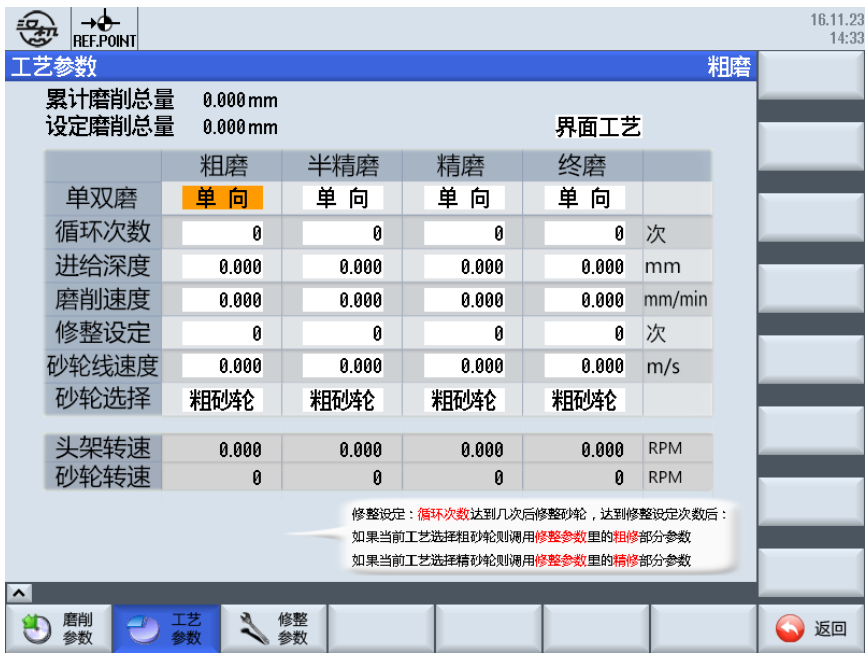 沈机
REF.POINT
16.11.23
14:33
工艺参数 粗磨
累计磨削总量 0.000 mm
设定磨削总量 0.000 mm 界面工艺
粗磨 半精磨 精磨 终磨
单双磨 单 向 单 向 单 向 单 向
循环次数 0 0 0 0 次
进给深度 0.000 0.000 0.000 0.000 mm
磨削速度 0.000 0.000 0.000 0.000 mm/min
修整设定 0 0 0 0 次
砂轮线速度 0.000 0.000 0.000 0.000 m/s
砂轮选择 粗砂轮 粗砂轮 粗砂轮 粗砂轮
头架转速 0.000 0.000 0.000 0.000 RPM
砂轮转速 0 0 0 0 RPM
修整设定：循环次数达到几次后修整砂轮，达到修整设定次数后：
如果当前工艺选择粗砂轮则调用修整参数里的粗修部分参数
如果当前工艺选择精砂轮则调用修整参数里的精修部分参数
磨削
参数
工艺
参数
修整
参数
返回